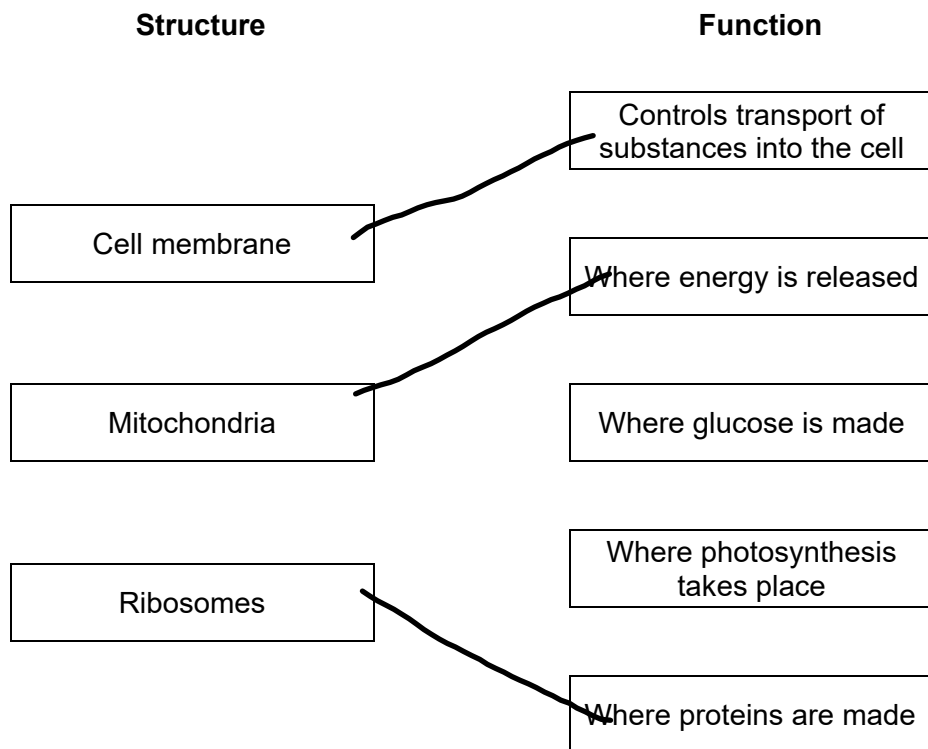 Structure
Function
Controls transport of
substances into the cell
Cell membrane
Where energy is released
Mitochondria
Where glucose is made
Where photosynthesis
takes place
Ribosomes
Where proteins are made